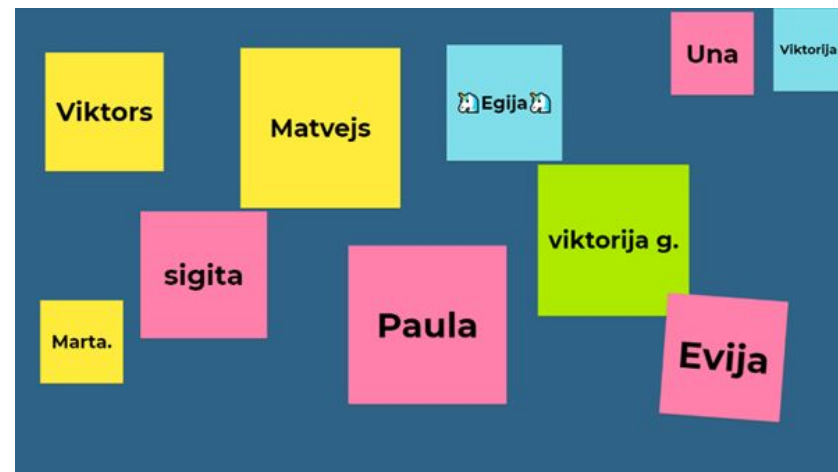 Una
Viktorija
Viktors
Matvejs
🦄Egija🦄
viktorija g.
sigita
Paula
Marta.
Evija